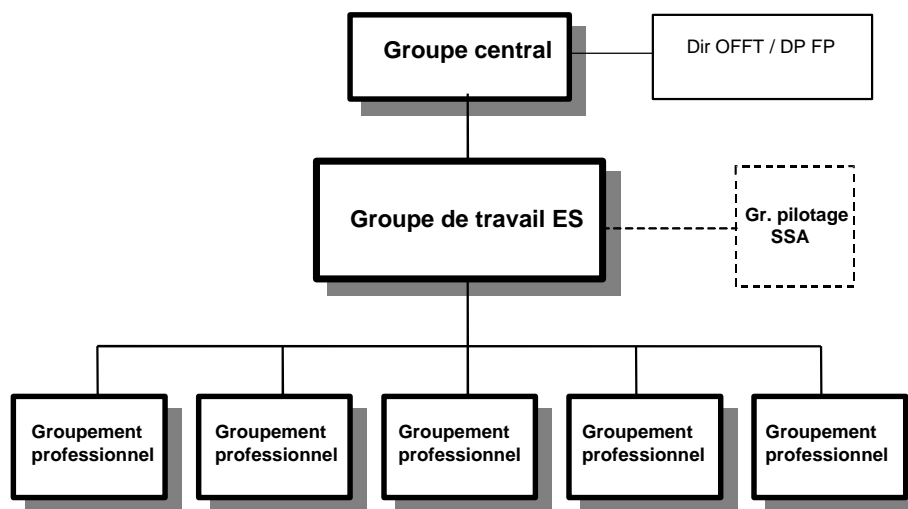 Groupe central
Dir OFFT / DP FP
Groupe de travail ES
Gr. pilotage
SSA
Groupement
professionnel
Groupement
professionnel
Groupement
professionnel
Groupement
professionnel
Groupement
professionnel